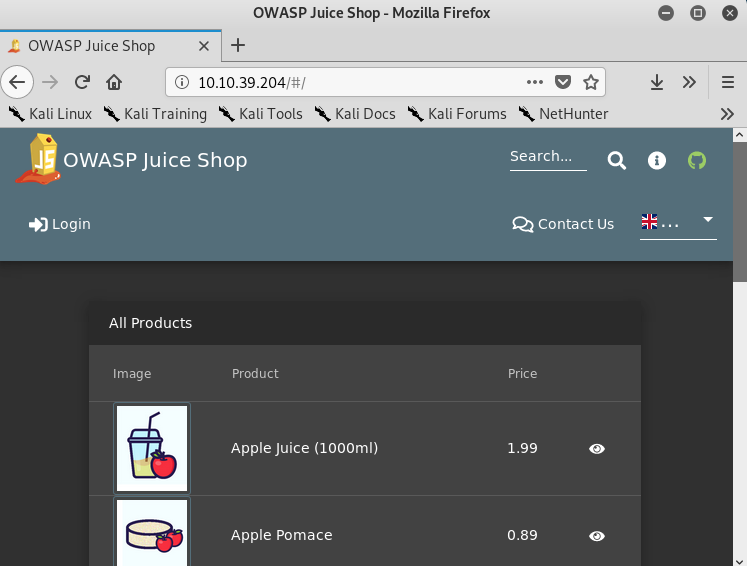 OWASP Juice Shop - Mozilla Firefox
OWASP Juice Shop
10.10.39.204/#/
Kali Linux Kali Training Kali Tools Kali Docs Kali Forums NetHunter
JS OWASP Juice Shop Search...
Login Contact Us ...
All Products
Image Product Price
Apple Juice (1000ml) 1.99
Apple Pomace 0.89